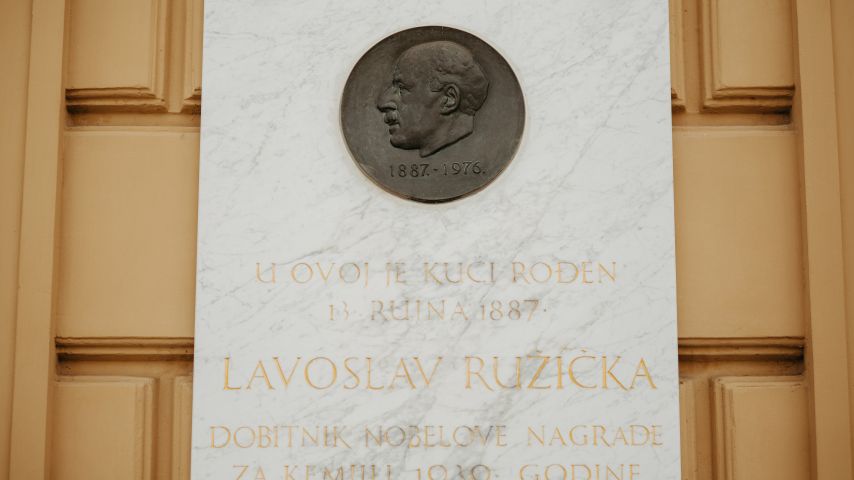 1887.-1976.
U OVOJ JE KUĆI ROĐEN
13. RUJNA 1887.
LAVOSLAV RUŽIČKA
DOBITNIK NOBELOVE NAGRADE
ZA KEMIJU 1939. GODINE